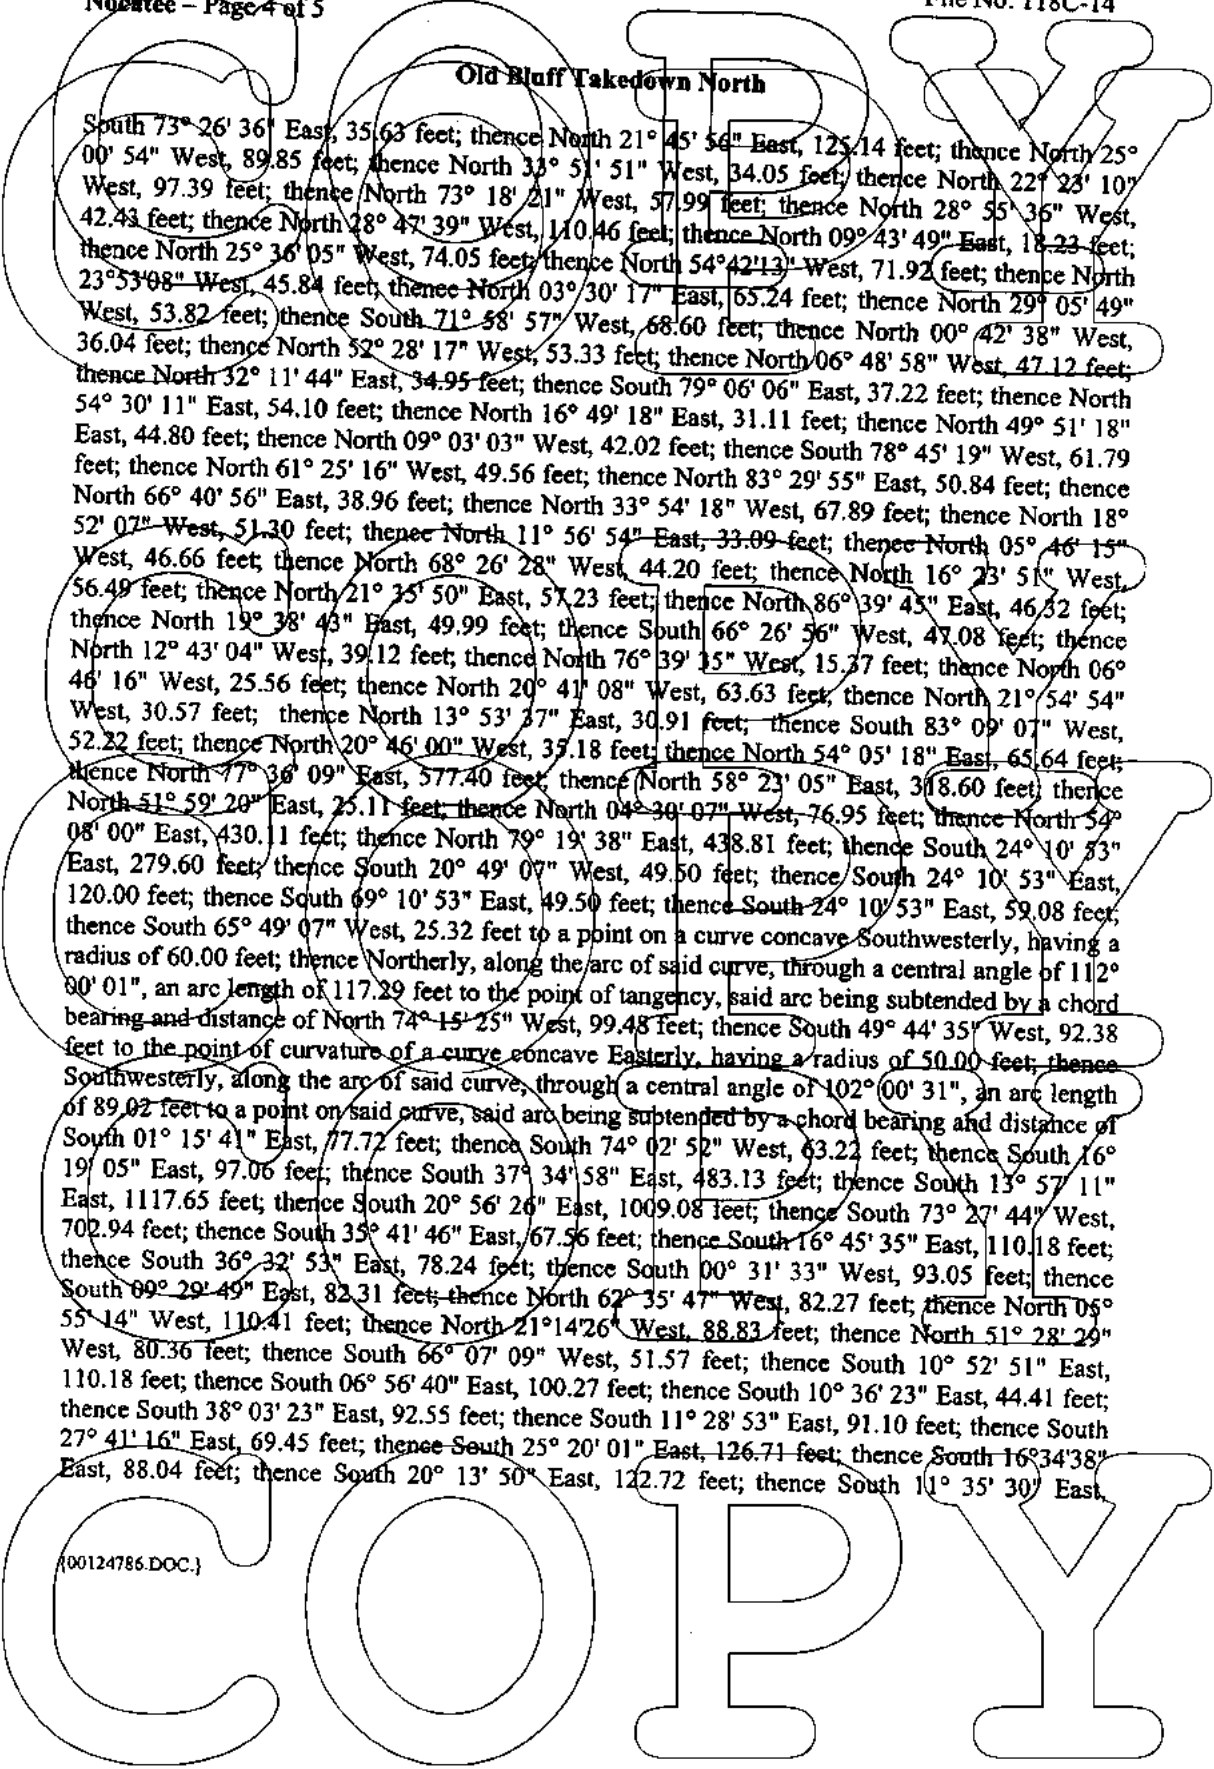 Nocatee – Page 4 of 5
File No. 118C-14
Old Bluff Takedown North
South 73° 26' 36" East, 35.63 feet; thence North 21° 45' 56" East, 125.14 feet; thence North 25°
00' 54" West, 89.85 feet; thence North 33° 51' 51" West, 34.05 feet; thence North 22° 23' 10"
West, 97.39 feet; thence North 73° 18' 21" West, 57.99 feet; thence North 28° 55' 36" West,
42.43 feet; thence North 28° 47' 39" West, 110.46 feet; thence North 09° 43' 49" East, 18.23 feet;
thence North 25° 36' 05" West, 74.05 feet; thence North 54°42'13" West, 71.92 feet; thence North
23°53'08" West, 45.84 feet; thence North 03° 30' 17" East, 65.24 feet; thence North 29° 05' 49"
West, 53.82 feet; thence South 71° 58' 57" West, 68.60 feet; thence North 00° 42' 38" West,
36.04 feet; thence North 52° 28' 17" West, 53.33 feet; thence North 06° 48' 58" West, 47.12 feet;
thence North 32° 11' 44" East, 34.95 feet; thence South 79° 06' 06" East, 37.22 feet; thence North
54° 30' 11" East, 54.10 feet; thence North 16° 49' 18" East, 31.11 feet; thence North 49° 51' 18"
East, 44.80 feet; thence North 09° 03' 03" West, 42.02 feet; thence South 78° 45' 19" West, 61.79
feet; thence North 61° 25' 16" West, 49.56 feet; thence North 83° 29' 55" East, 50.84 feet; thence
North 66° 40' 56" East, 38.96 feet; thence North 33° 54' 18" West, 67.89 feet; thence North 18°
52' 07" West, 51.30 feet; thence North 11° 56' 54" East, 33.09 feet; thence North 05° 46' 15"
West, 46.66 feet; thence North 68° 26' 28" West, 44.20 feet; thence North 16° 23' 51" West,
56.49 feet; thence North 21° 35' 50" East, 57.23 feet; thence North 86° 39' 45" East, 46.32 feet;
thence North 19° 38' 43" East, 49.99 feet; thence South 66° 26' 56" West, 47.08 feet; thence
North 12° 43' 04" West, 39.12 feet; thence North 76° 39' 35" West, 15.37 feet; thence North 06°
46' 16" West, 25.56 feet; thence North 20° 41' 08" West, 63.63 feet; thence North 21° 54' 54"
West, 30.57 feet; thence North 13° 53' 37" East, 30.91 feet; thence South 83° 09' 07" West,
52.22 feet; thence North 20° 46' 00" West, 35.18 feet; thence North 54° 05' 18" East, 65.64 feet;
thence North 77° 36' 09" East, 577.40 feet; thence North 58° 23' 05" East, 318.60 feet; thence
North 51° 59' 20" East, 25.11 feet; thence North 04° 30' 07" West, 76.95 feet; thence North 54°
08' 00" East, 430.11 feet; thence North 79° 19' 38" East, 438.81 feet; thence South 24° 10' 53"
East, 279.60 feet; thence South 20° 49' 07" West, 49.50 feet; thence South 24° 10' 53" East,
120.00 feet; thence South 69° 10' 53" East, 49.50 feet; thence South 24° 10' 53" East, 59.08 feet;
thence South 65° 49' 07" West, 25.32 feet to a point on a curve concave Southwesterly, having a
radius of 60.00 feet; thence Northerly, along the arc of said curve, through a central angle of 112°
00' 01", an arc length of 117.29 feet to the point of tangency, said arc being subtended by a chord
bearing and distance of North 74° 15' 25" West, 99.48 feet; thence South 49° 44' 35" West, 92.38
feet to the point of curvature of a curve concave Easterly, having a radius of 50.00 feet; thence
Southwesterly, along the arc of said curve, through a central angle of 102° 00' 31", an arc length
of 89.02 feet to a point on said curve, said arc being subtended by a chord bearing and distance of
South 01° 15' 41" East, 77.72 feet; thence South 74° 02' 52" West, 63.22 feet; thence South 16°
19' 05" East, 97.06 feet; thence South 37° 34' 58" East, 483.13 feet; thence South 13° 57' 11"
East, 1117.65 feet; thence South 20° 56' 26" East, 1009.08 feet; thence South 73° 27' 44" West,
702.94 feet; thence South 35° 41' 46" East, 67.56 feet; thence South 16° 45' 35" East, 110.18 feet;
thence South 36° 32' 53" East, 78.24 feet; thence South 00° 31' 33" West, 93.05 feet; thence
South 09° 29' 49" East, 82.31 feet; thence North 62° 35' 47" West, 82.27 feet; thence North 05°
55' 14" West, 110.41 feet; thence North 21°14'26" West, 88.83 feet; thence North 51° 28' 29"
West, 80.36 feet; thence South 66° 07' 09" West, 51.57 feet; thence South 10° 52' 51" East,
110.18 feet; thence South 06° 56' 40" East, 100.27 feet; thence South 10° 36' 23" East, 44.41 feet;
thence South 38° 03' 23" East, 92.55 feet; thence South 11° 28' 53" East, 91.10 feet; thence South
27° 41' 16" East, 69.45 feet; thence South 25° 20' 01" East, 126.71 feet; thence South 16°34'38"
East, 88.04 feet; thence South 20° 13' 50" East, 122.72 feet; thence South 11° 35' 30" East,
{00124786.DOC.}
COPY
COPY
COPY
COPY
COPY
COPY